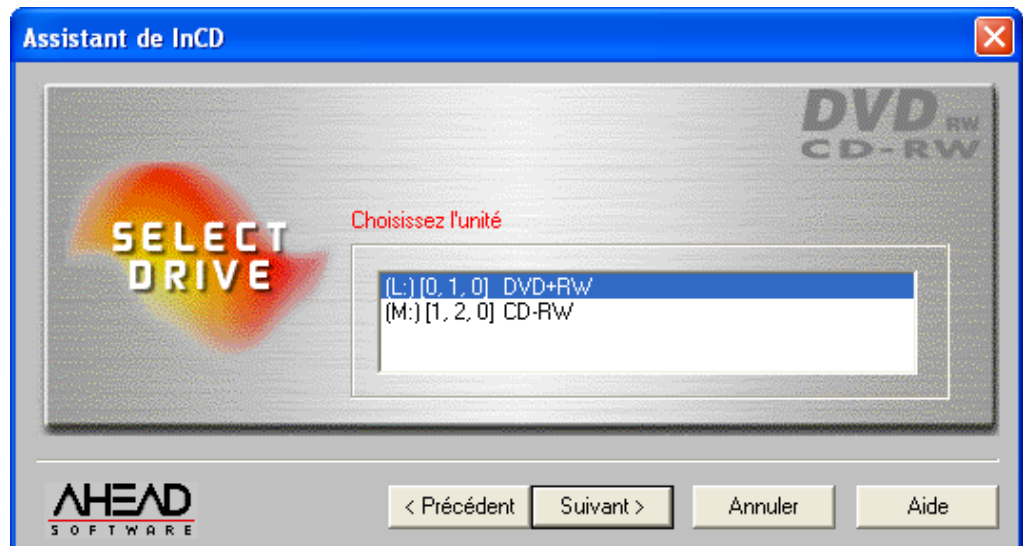 Assistant de InCD
DVD RW
CD-RW
SELECT
DRIVE
Choisissez l'unité
(L:) [0, 1, 0] DVD+RW
(M:) [1, 2, 0] CD-RW
AHEAD
SOFTWARE
< Précédent
Suivant >
Annuler
Aide